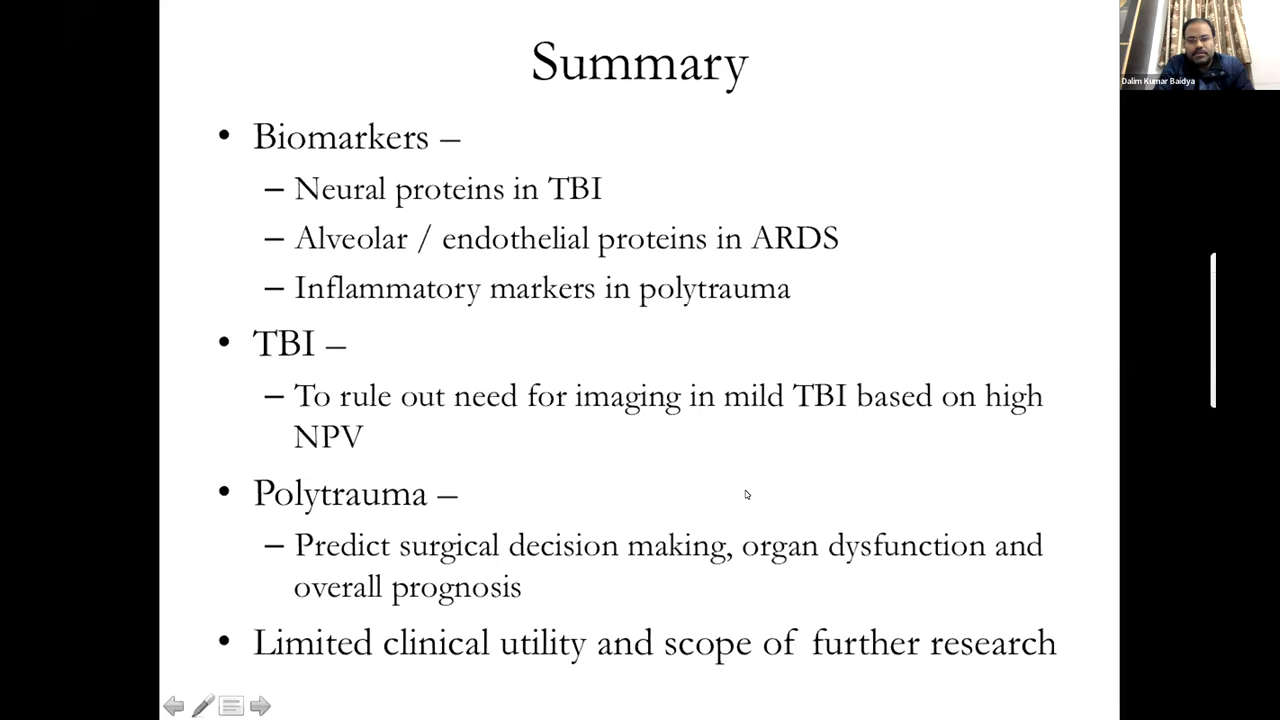 Summary
• Biomarkers –
– Neural proteins in TBI
– Alveolar / endothelial proteins in ARDS
– Inflammatory markers in polytrauma
• TBI –
– To rule out need for imaging in mild TBI based on high
NPV
• Polytrauma –
– Predict surgical decision making, organ dysfunction and
overall prognosis
• Limited clinical utility and scope of further research
Dalim Kumar Baidya